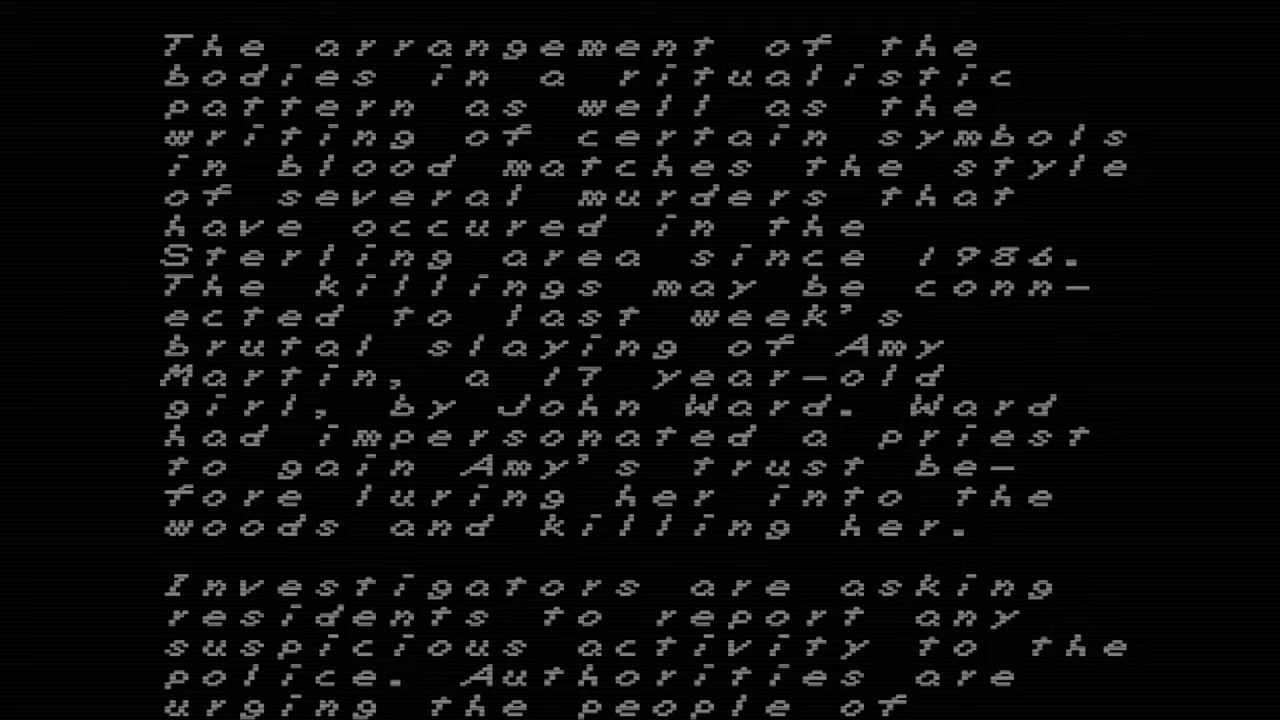 The arrangement of the
bodies in a ritualistic
pattern as well as the
writing of certain symbols
in blood matches the style
of several murders that
have occured in the
Sterling area since 1986.
The killings may be conn-
ected to last week's
brutal slaying of Amy
Martin, a 17 year-old
girl, by John Ward. Ward
had impersonated a priest
to gain Amy's trust be-
fore luring her into the
woods and killing her.
Investigators are asking
residents to report any
suspicious activity to the
police. Authorities are
urging the people of